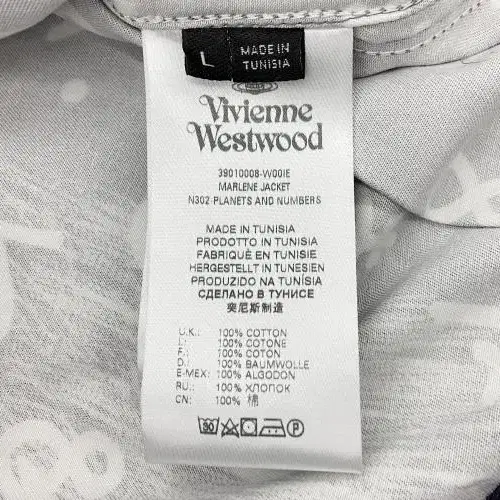 L
MADE IN
TUNISIA
Vivienne
Westwood
39010008-W00IE
MARLENE JACKET
N302-PLANETS AND NUMBERS
MADE IN TUNISIA
PRODOTTO IN TUNISIA
FABRIQUÉ EN TUNISIE
HERGESTELLT IN TUNESIEN
PRODUZIDO NA TUNÍSIA
СДЕЛАНО В ТУНИСЕ
突尼斯制造
U.K.: 100% COTTON
I.: 100% COTONE
F.: 100% COTON
D.: 100% BAUMWOLLE
E-MEX: 100% ALGODON
RU.: 100% ХЛОПОК
CN: 100% 棉